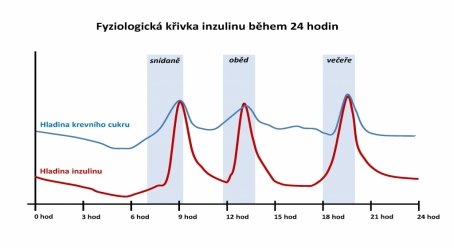 Fyziologická křivka inzulinu během 24 hodin
snídaně oběd večeře
Hladina krevního cukru
Hladina inzulinu
0 hod 3 hod 6 hod 9 hod 12 hod 15 hod 18 hod 21 hod 24 hod